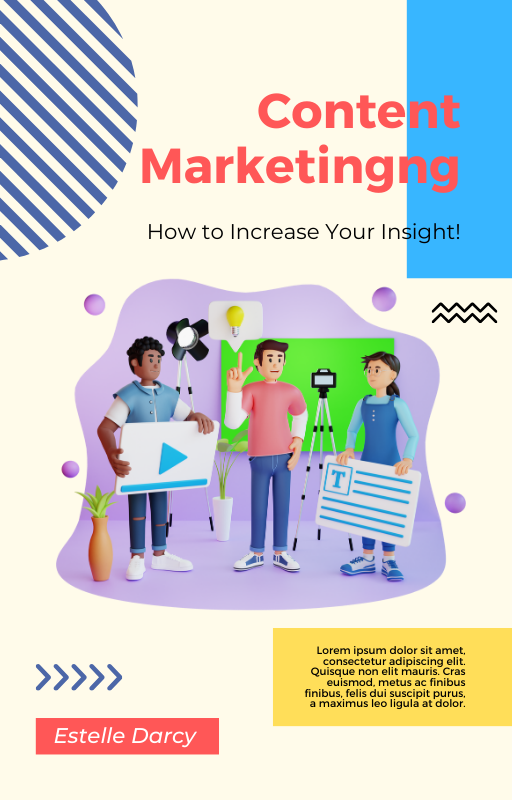 Content
Marketingng
How to Increase Your Insight!
T
Lorem ipsum dolor sit amet,
consectetur adipiscing elit.
Quisque non elit mauris. Cras
euismod, metus ac finibus
finibus, felis dui suscipit purus,
a maximus leo ligula at dolor.
Estelle Darcy